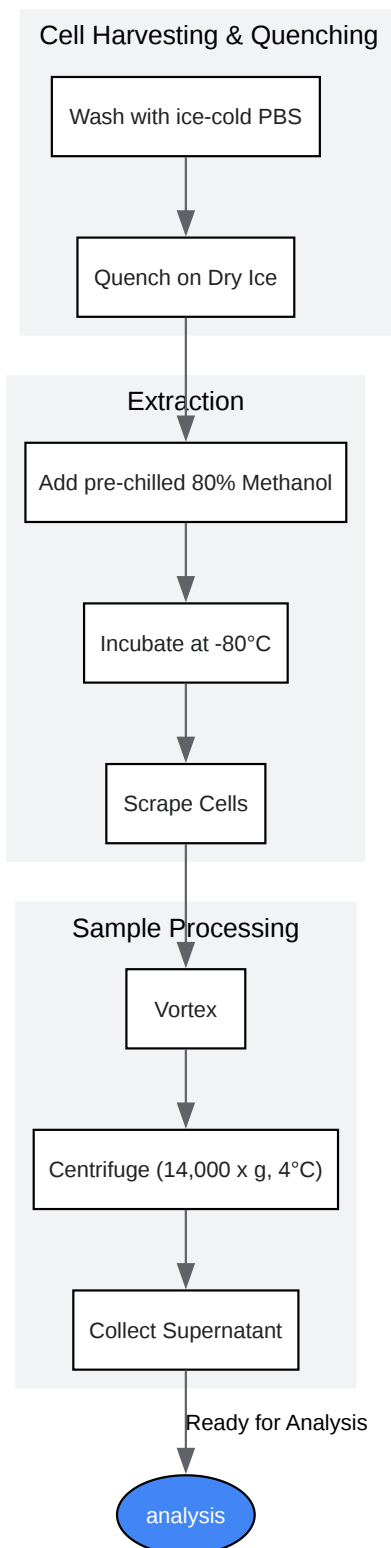 Cell Harvesting & Quenching
Wash with ice-cold PBS
Quench on Dry Ice
Extraction
Add pre-chilled 80% Methanol
Incubate at -80°C
Scrape Cells
Sample Processing
Vortex
Centrifuge (14,000 x g, 4°C)
Collect Supernatant
Ready for Analysis
analysis